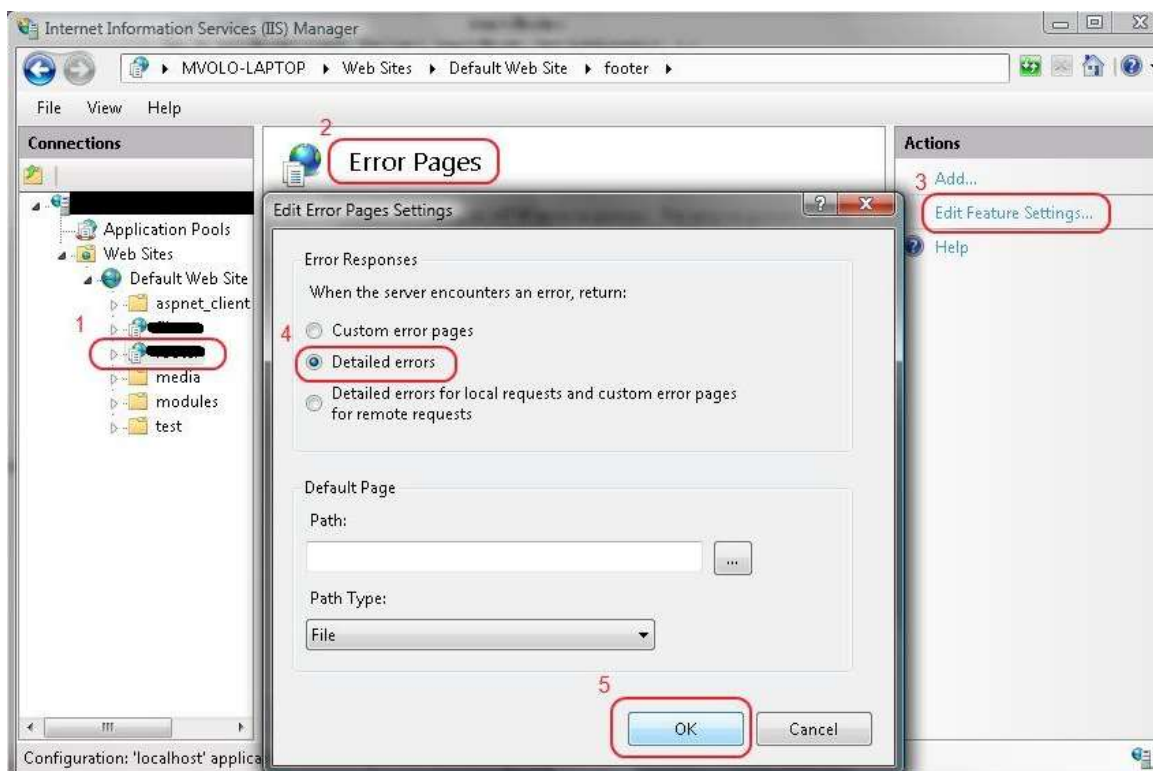 Internet Information Services (IIS) Manager
MVOLO-LAPTOP Web Sites Default Web Site footer
File View Help
Connections
Application Pools
Web Sites
Default Web Site
aspnet_client
1
media
modules
test
2
Error Pages
Edit Error Pages Settings
Error Responses
When the server encounters an error, return:
4
Custom error pages
Detailed errors
Detailed errors for local requests and custom error pages
for remote requests
Default Page
Path:
...
Path Type:
File
5
OK Cancel
Actions
3
Add...
Edit Feature Settings...
Help
Configuration: 'localhost' applica